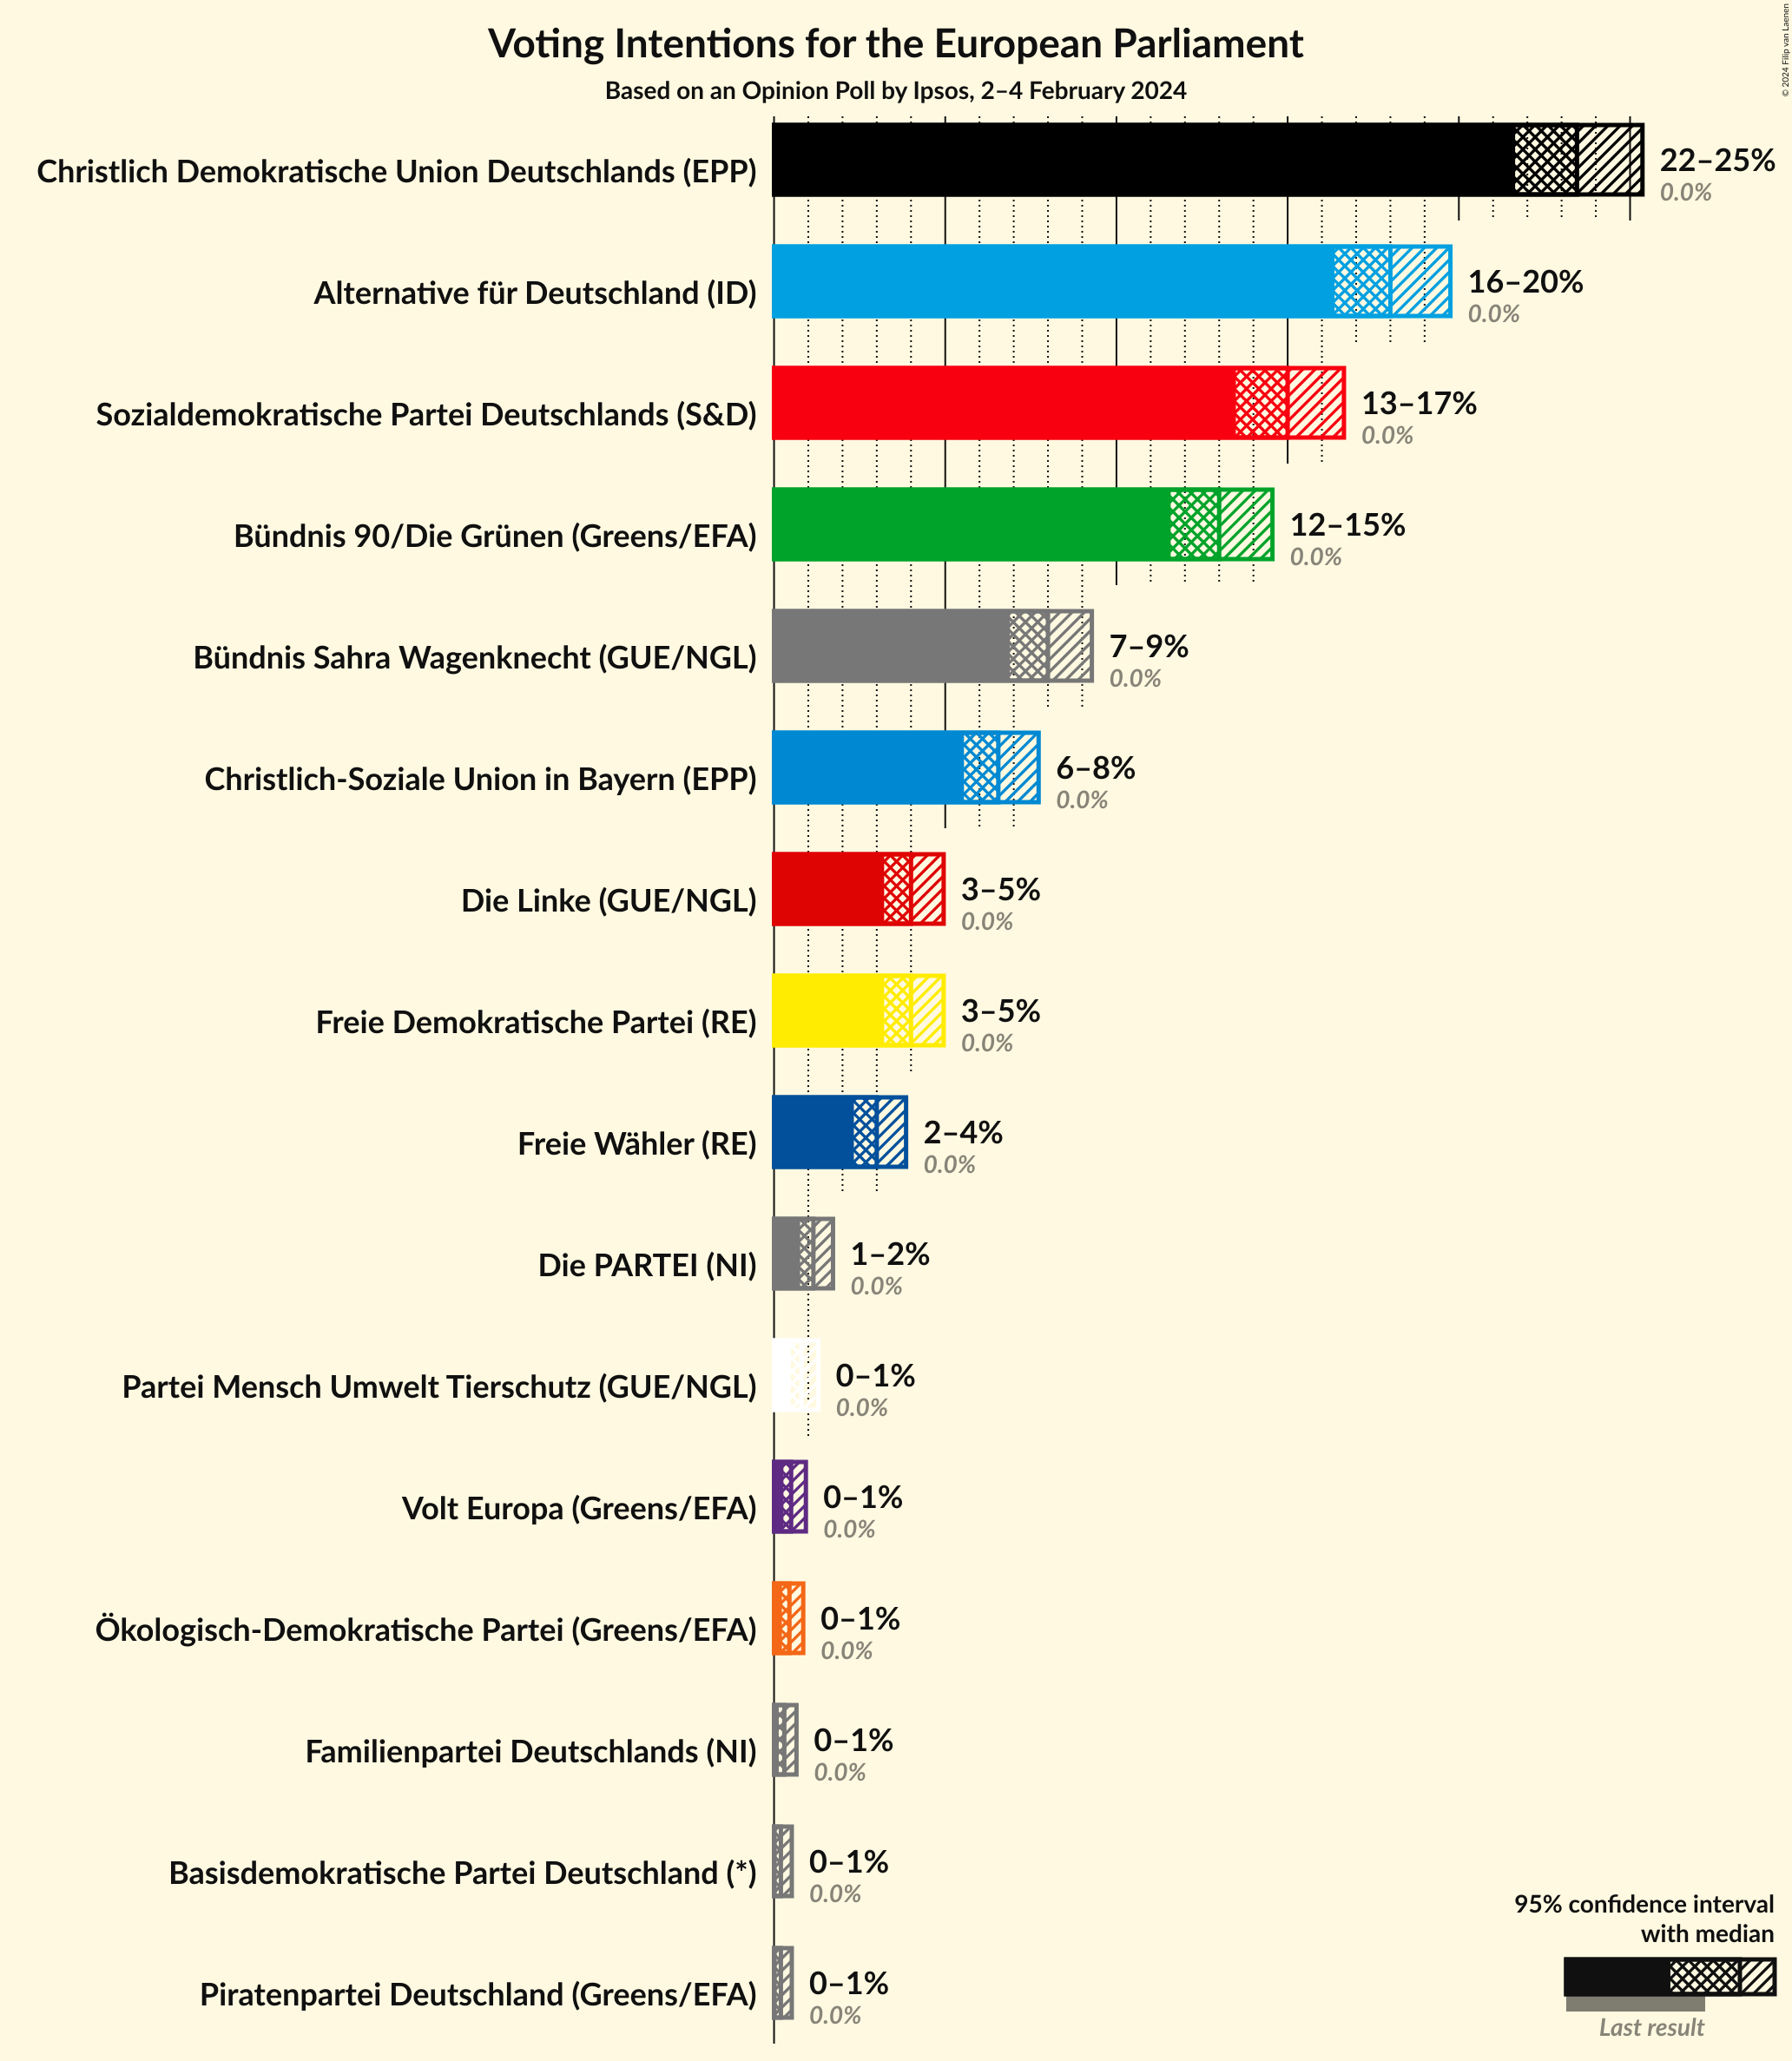 Voting Intentions for the European Parliament
Based on an Opinion Poll by Ipsos, 2–4 February 2024
© 2024 Filip van Laenen
Christlich Demokratische Union Deutschlands (EPP)
22–25%
0.0%
Alternative für Deutschland (ID)
16–20%
0.0%
Sozialdemokratische Partei Deutschlands (S&D)
13–17%
0.0%
Bündnis 90/Die Grünen (Greens/EFA)
12–15%
0.0%
Bündnis Sahra Wagenknecht (GUE/NGL)
7–9%
0.0%
Christlich-Soziale Union in Bayern (EPP)
6–8%
0.0%
Die Linke (GUE/NGL)
3–5%
0.0%
Freie Demokratische Partei (RE)
3–5%
0.0%
Freie Wähler (RE)
2–4%
0.0%
Die PARTEI (NI)
1–2%
0.0%
Partei Mensch Umwelt Tierschutz (GUE/NGL)
0–1%
0.0%
Volt Europa (Greens/EFA)
0–1%
0.0%
Ökologisch-Demokratische Partei (Greens/EFA)
0–1%
0.0%
Familienpartei Deutschlands (NI)
0–1%
0.0%
Basisdemokratische Partei Deutschland (*)
0–1%
0.0%
Piratenpartei Deutschland (Greens/EFA)
0–1%
0.0%
95% confidence interval
with median
Last result